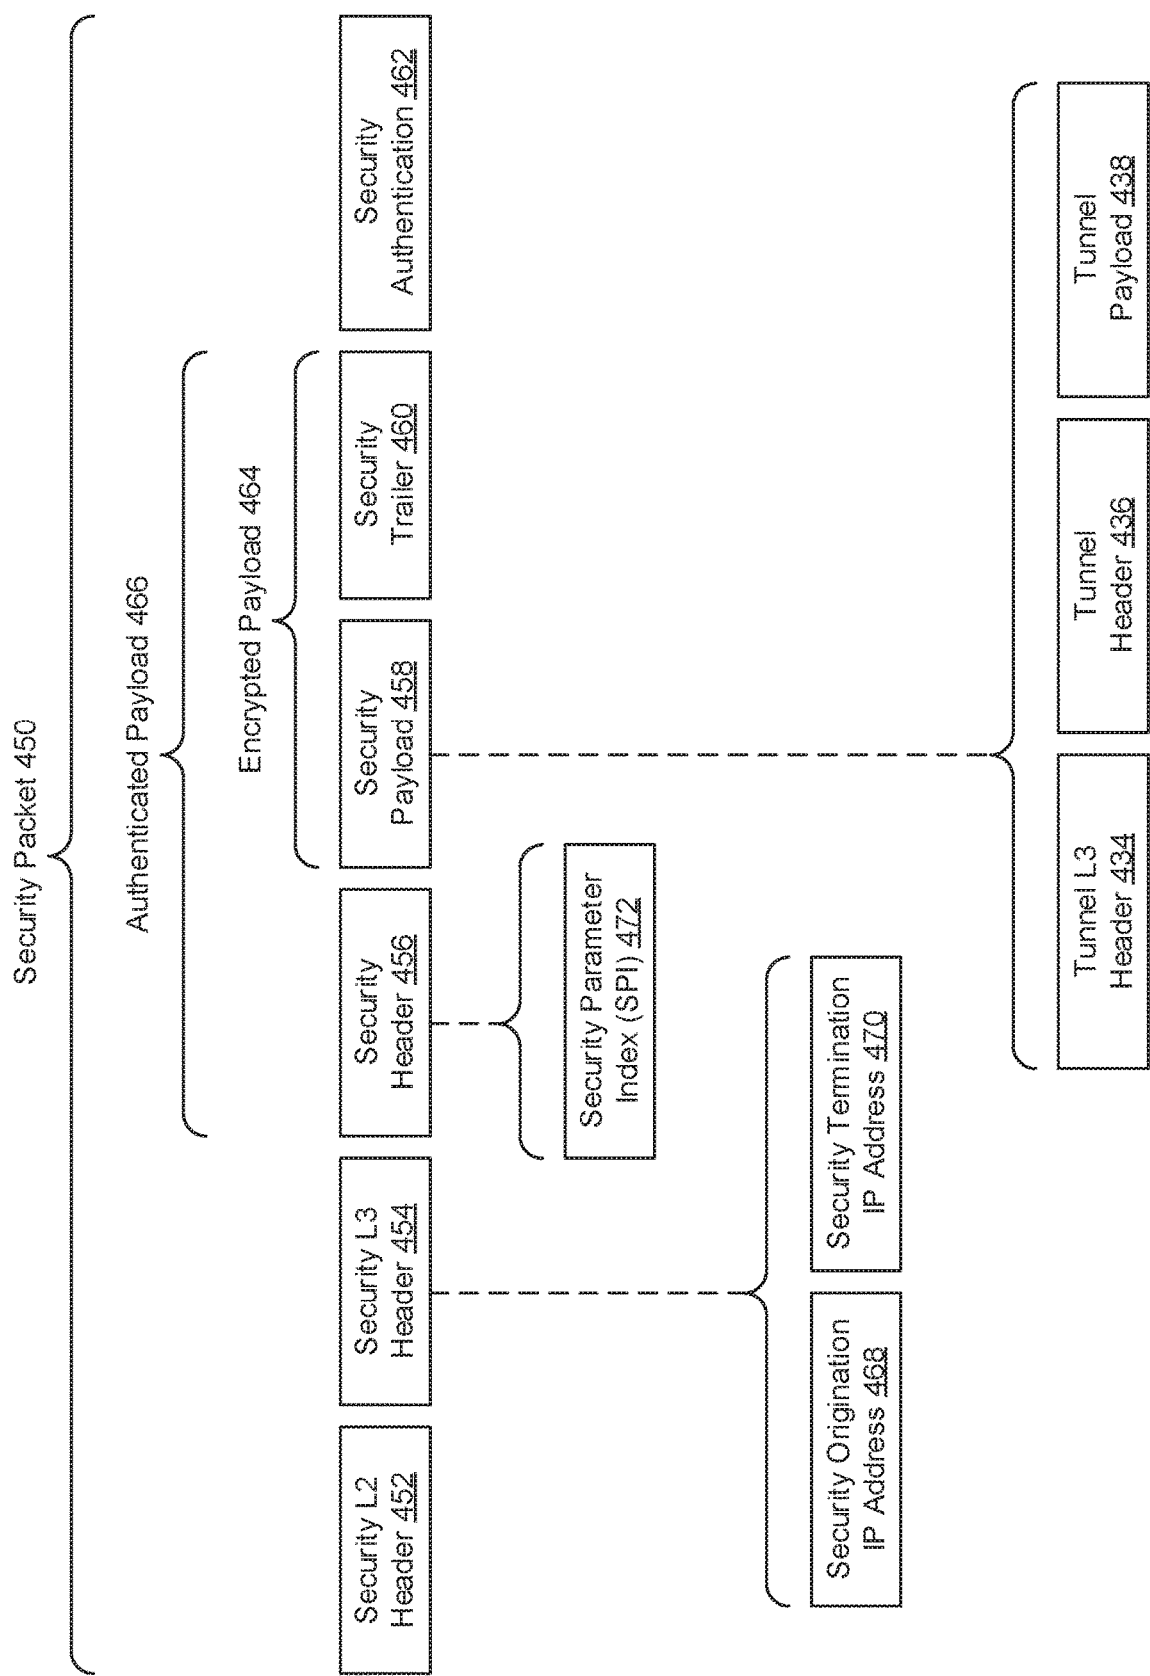 Security Packet 450
Authenticated Payload 466
Encrypted Payload 464
Security L2
Header 452
Security L3
Header 454
Security
Header 456
Security
Payload 458
Security
Trailer 460
Security
Authentication 462
Security Parameter
Index (SPI) 472
Security Origination
IP Address 468
Security Termination
IP Address 470
Tunnel L3
Header 434
Tunnel
Header 436
Tunnel
Payload 438